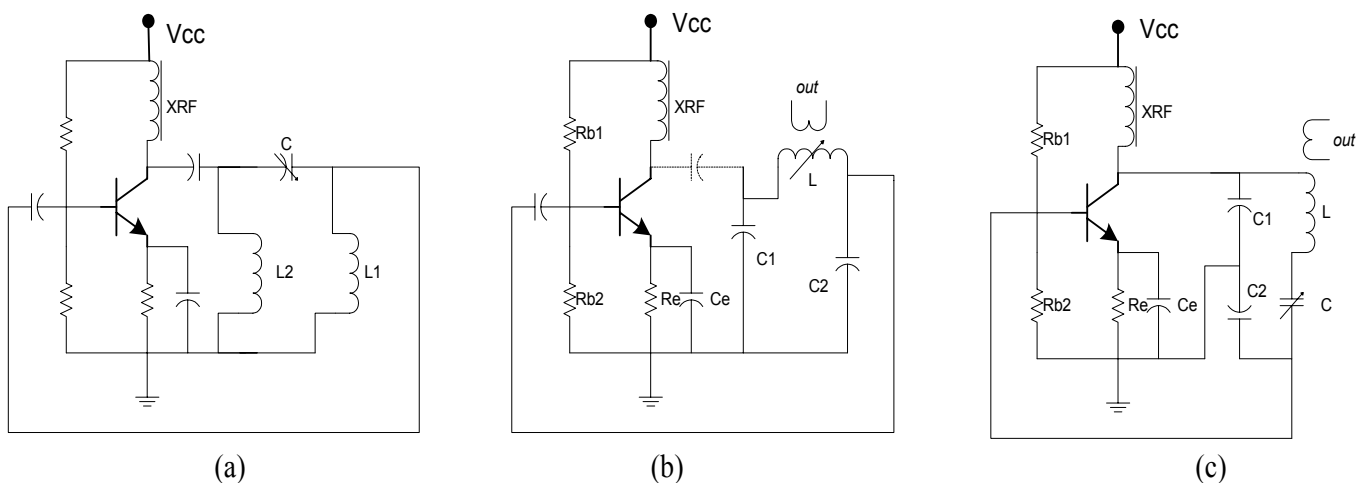 Vcc
XRF
C
L2
L1
(a)
Vcc
XRF
out
Rb1
L
C1
C2
Rb2
Re
Ce
(b)
Vcc
XRF
out
Rb1
L
C1
C2
Rb2
Re
Ce
C
(c)